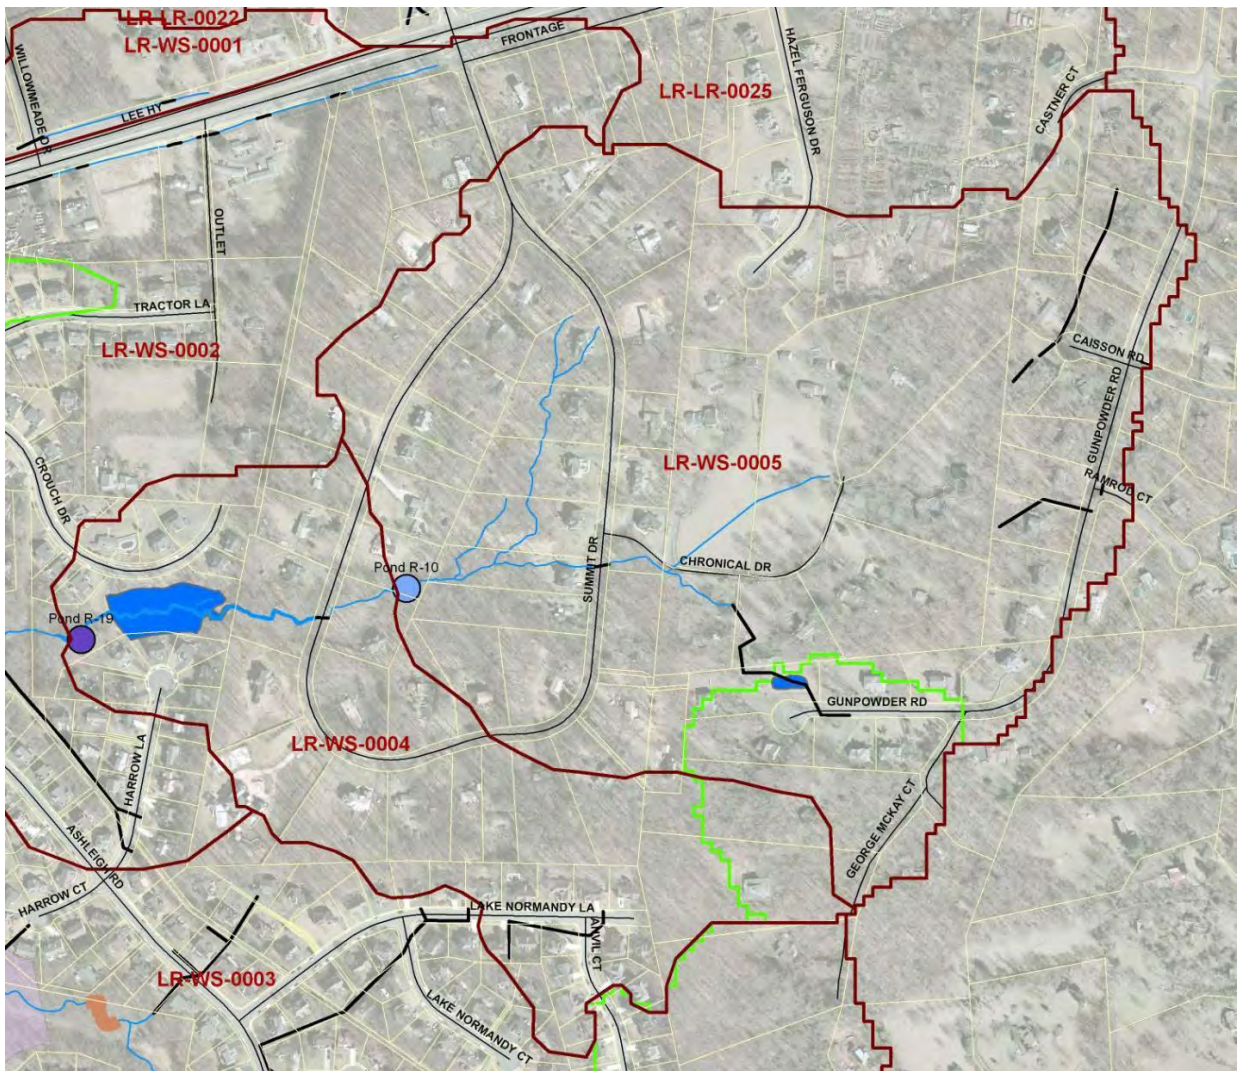 LR-LR-0022
LR-WS-0001
FRONTAGE
WILLOWMEADE DR
LEE HY
HAZEL FERGUSON DR
LR-LR-0025
CASTNER CT
OUTLET
TRACTOR LA
LR-WS-0002
CAISSON RD
GUNPOWDER RD
CROUCH DR
LR-WS-0005
RAMROD CT
SUMMIT DR
CHRONICAL DR
Pond R-10
Pond R-19
GUNPOWDER RD
LR-WS-0004
HARROW LA
GEORGE MCKAY CT
ASHLEIGH RD
HARROW CT
LAKE NORMANDY LA
ANVIL CT
LR-WS-0003
LAKE NORMANDY CT